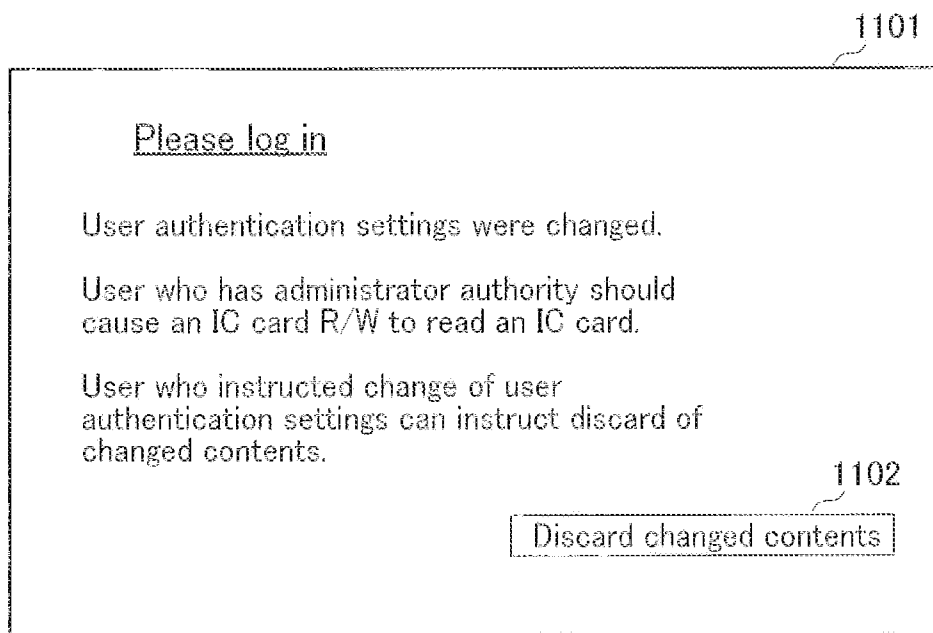 1101
Please log in
User authentication settings were changed.
User who has administrator authority should
cause an IC card R/W to read an IC card.
User who instructed change of user
authentication settings can instruct discard of
changed contents.
1102
Discard changed contents